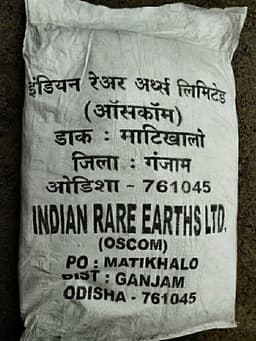 इंडियन रेअर अर्थ्स लिमिटेड
(ऑसकॉम)
डाक : माटिखालो
जिला : गंजाम
ओडिशा - 761045
INDIAN RARE EARTHS LTD.
(OSCOM)
PO : MATIKHALO
DIST : GANJAM
ODISHA - 761045